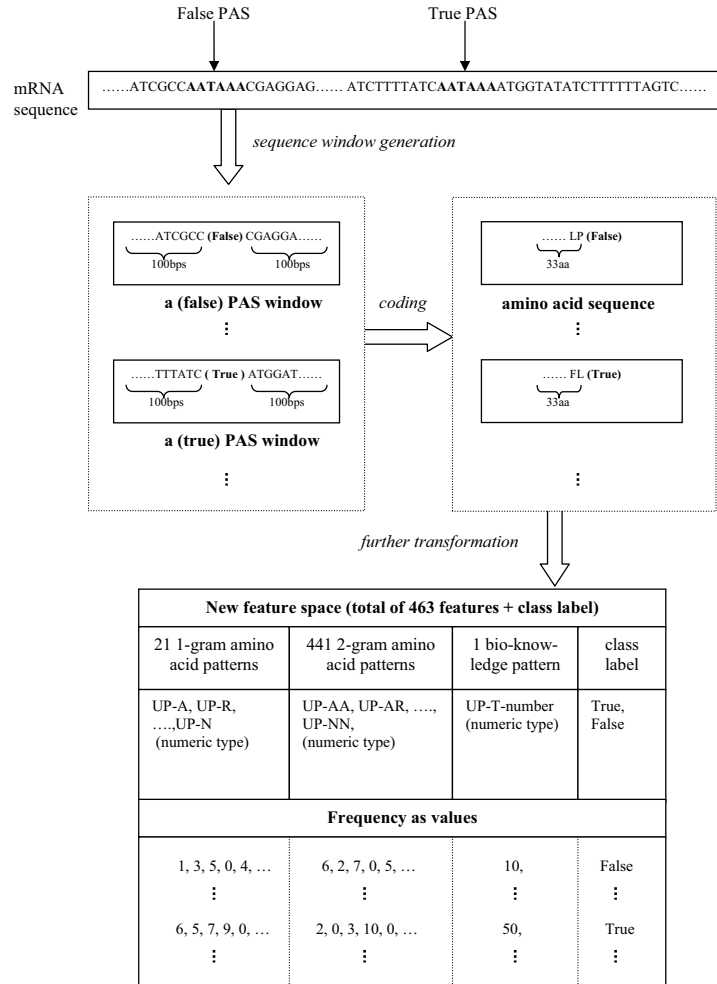 False PAS
True PAS
mRNA
sequence
……ATCGCCAATAAACGAGGAG…… ATCTTTTATCAATAAAATGGTATATCTTTTTTAGTC……
sequence window generation
……ATCGCC (False) CGAGGA……
100bps 100bps
a (false) PAS window
⋮
……TTTATC ( True ) ATGGAT……
100bps 100bps
a (true) PAS window
⋮
coding
…… LP (False)
33aa
amino acid sequence
⋮
…… FL (True)
33aa
⋮
further transformation
New feature space (total of 463 features + class label)
21 1-gram amino
acid patterns
441 2-gram amino
acid patterns
1 bio-know-
ledge pattern
class
label
UP-A, UP-R,
….,UP-N
(numeric type)
UP-AA, UP-AR, ….,
UP-NN,
(numeric type)
UP-T-number
(numeric type)
True,
False
Frequency as values
1, 3, 5, 0, 4, … 6, 2, 7, 0, 5, … 10, False
⋮ ⋮ ⋮ ⋮
6, 5, 7, 9, 0, … 2, 0, 3, 10, 0, … 50, True
⋮ ⋮ ⋮ ⋮